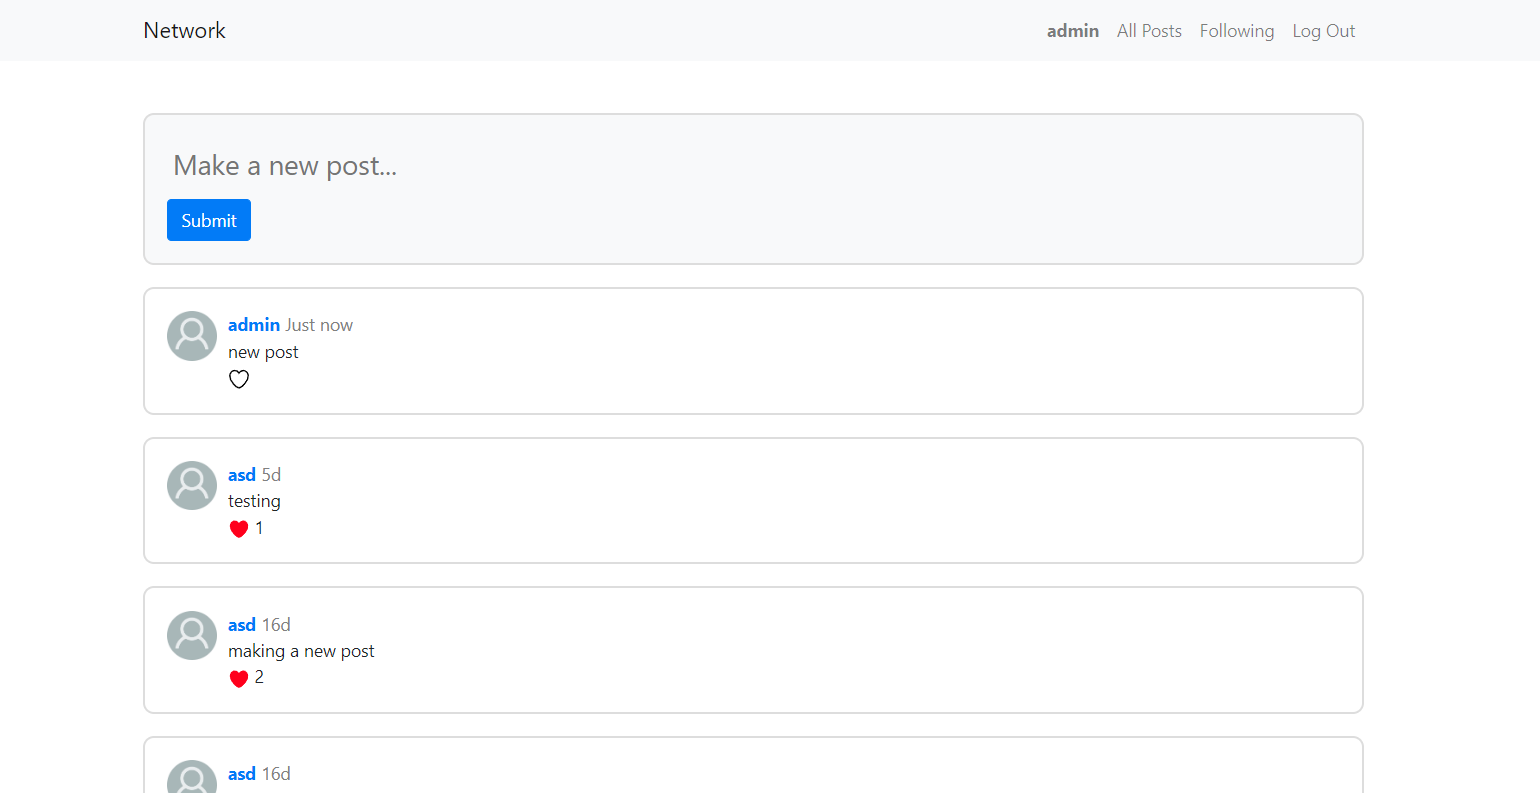 Network
admin All Posts Following Log Out
Make a new post...
Submit
admin Just now
new post
asd 5d
testing
1
asd 16d
making a new post
2
asd 16d